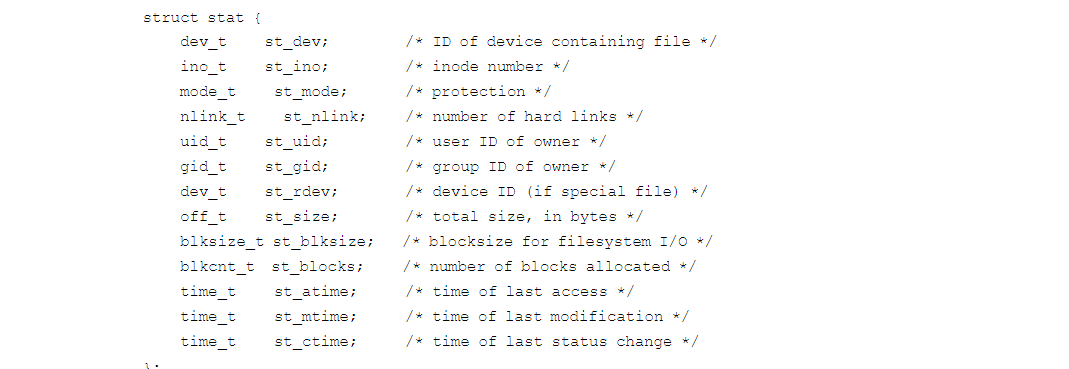 struct stat {
dev_t st_dev; /* ID of device containing file */
ino_t st_ino; /* inode number */
mode_t st_mode; /* protection */
nlink_t st_nlink; /* number of hard links */
uid_t st_uid; /* user ID of owner */
gid_t st_gid; /* group ID of owner */
dev_t st_rdev; /* device ID (if special file) */
off_t st_size; /* total size, in bytes */
blksize_t st_blksize; /* blocksize for filesystem I/O */
blkcnt_t st_blocks; /* number of blocks allocated */
time_t st_atime; /* time of last access */
time_t st_mtime; /* time of last modification */
time_t st_ctime; /* time of last status change */